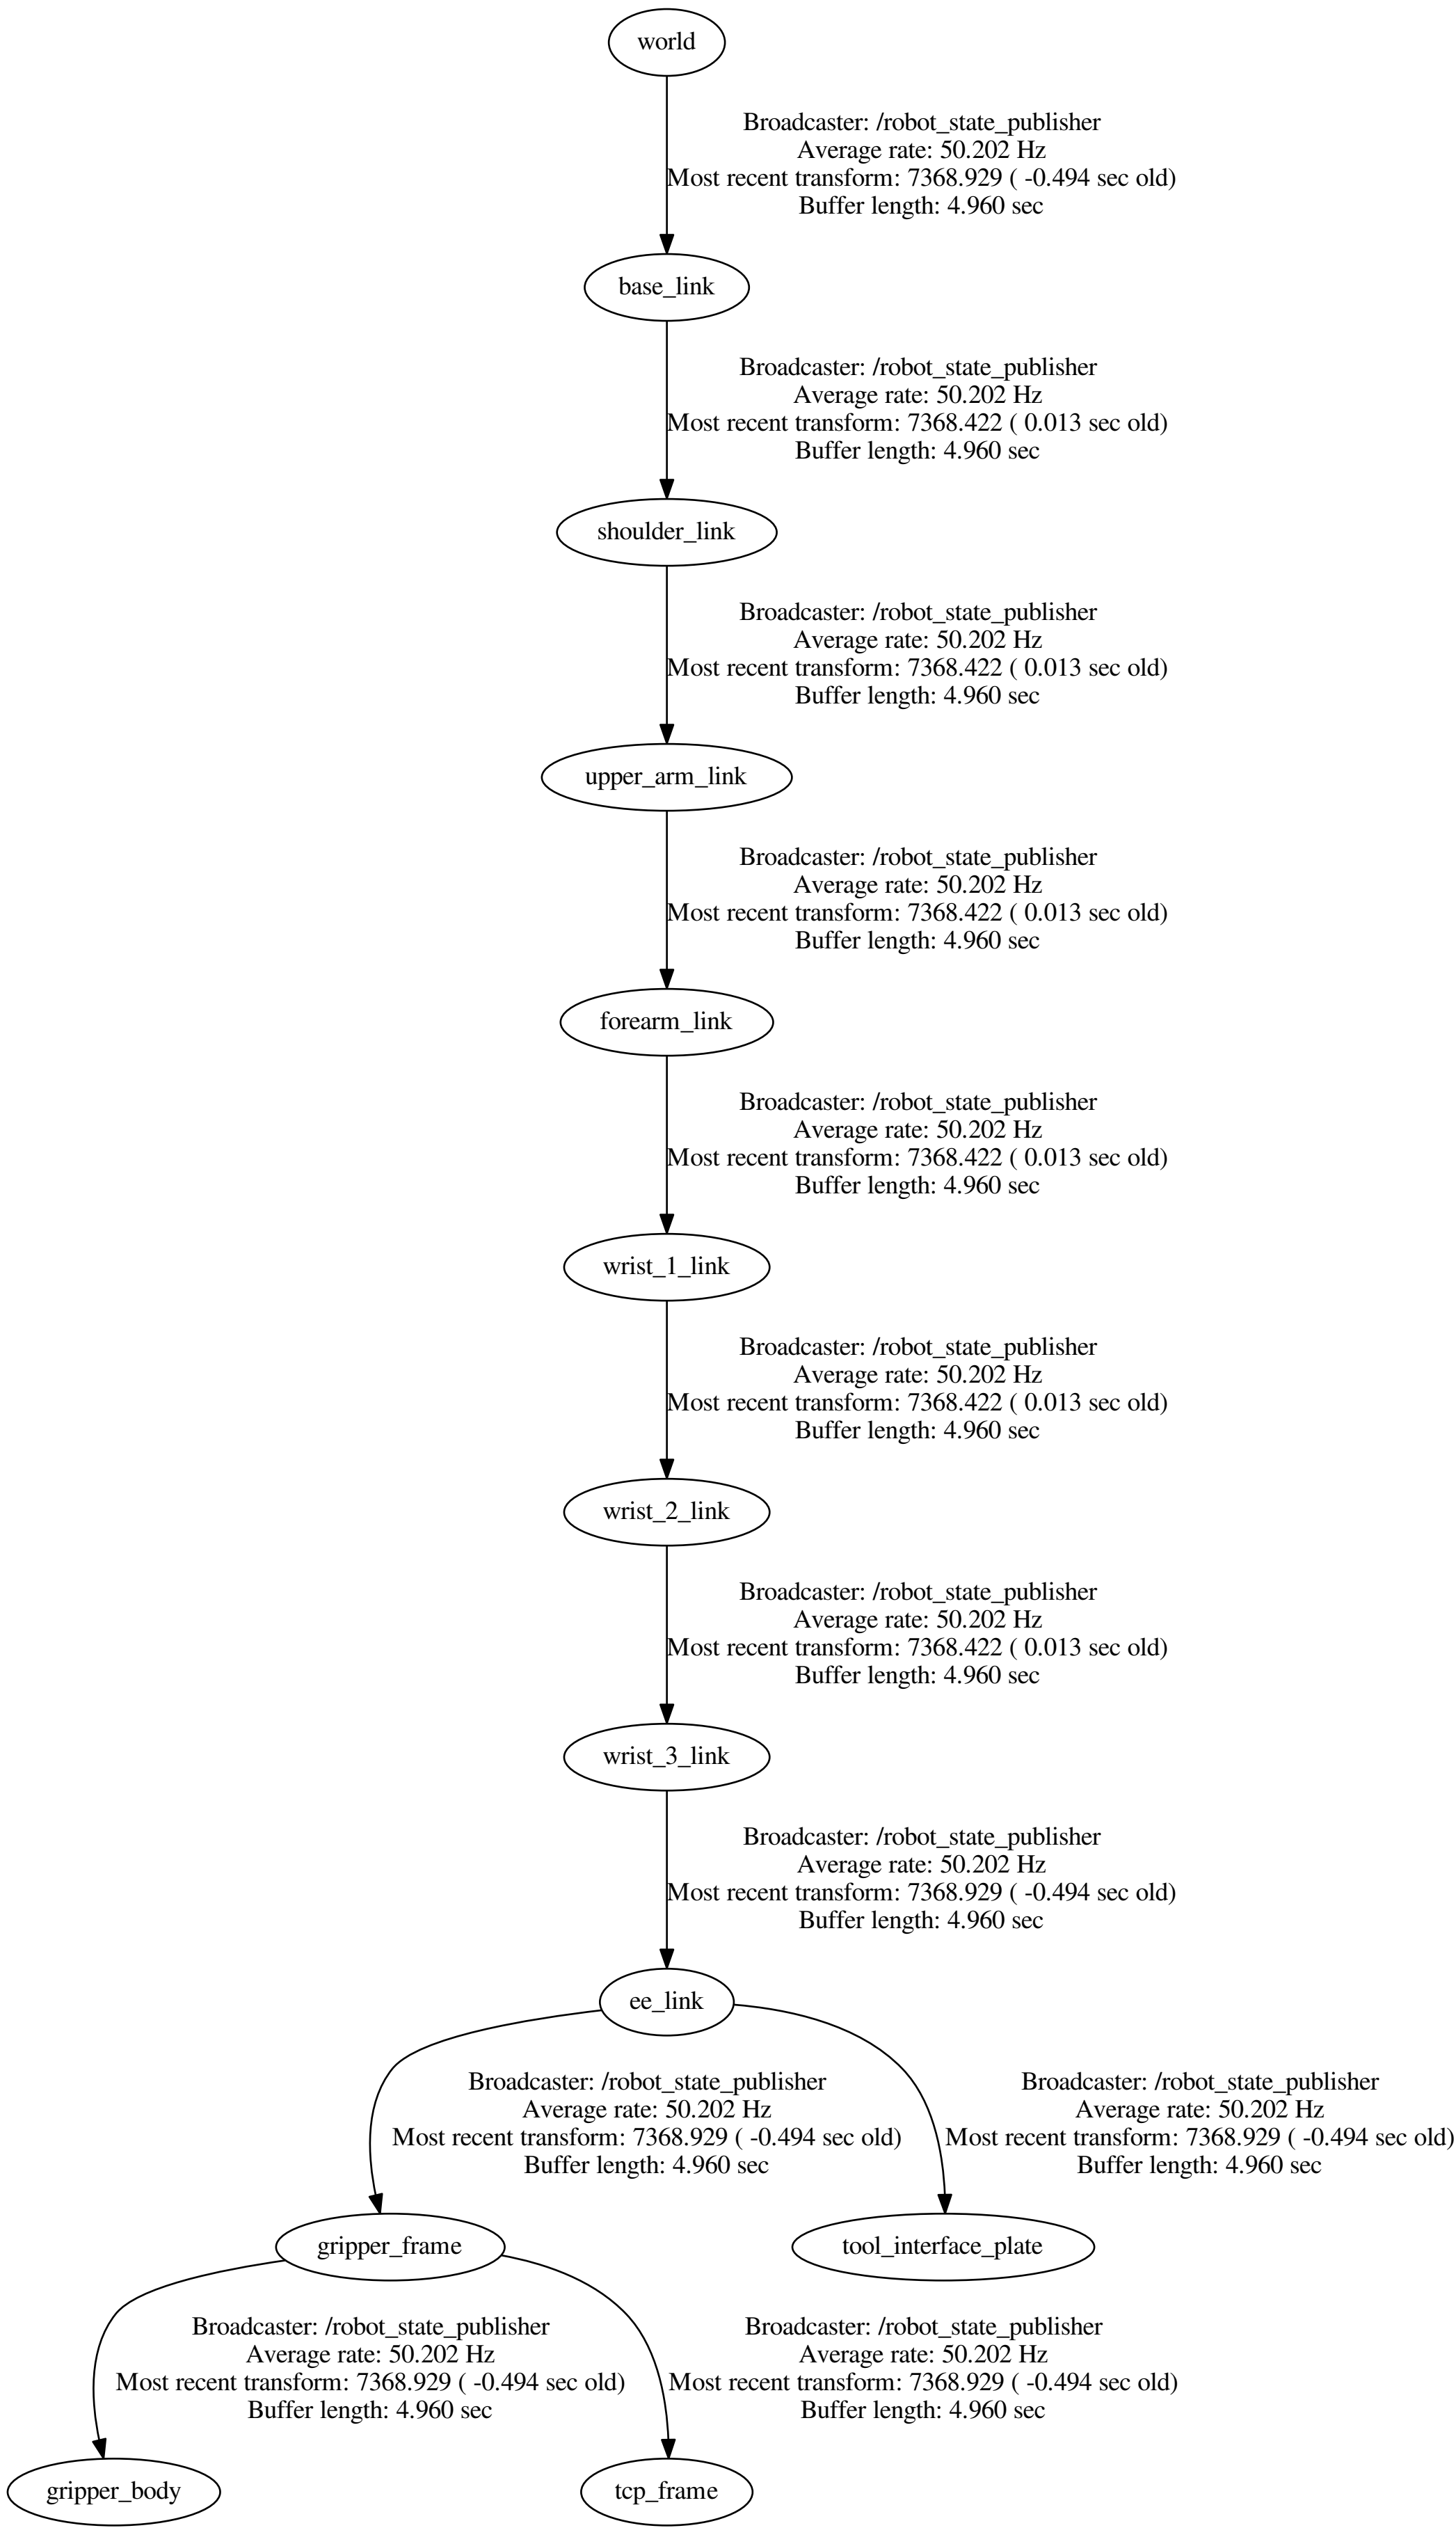 world
Broadcaster: /robot_state_publisher
Average rate: 50.202 Hz
Most recent transform: 7368.929 ( -0.494 sec old)
Buffer length: 4.960 sec
base_link
Broadcaster: /robot_state_publisher
Average rate: 50.202 Hz
Most recent transform: 7368.422 ( 0.013 sec old)
Buffer length: 4.960 sec
shoulder_link
Broadcaster: /robot_state_publisher
Average rate: 50.202 Hz
Most recent transform: 7368.422 ( 0.013 sec old)
Buffer length: 4.960 sec
upper_arm_link
Broadcaster: /robot_state_publisher
Average rate: 50.202 Hz
Most recent transform: 7368.422 ( 0.013 sec old)
Buffer length: 4.960 sec
forearm_link
Broadcaster: /robot_state_publisher
Average rate: 50.202 Hz
Most recent transform: 7368.422 ( 0.013 sec old)
Buffer length: 4.960 sec
wrist_1_link
Broadcaster: /robot_state_publisher
Average rate: 50.202 Hz
Most recent transform: 7368.422 ( 0.013 sec old)
Buffer length: 4.960 sec
wrist_2_link
Broadcaster: /robot_state_publisher
Average rate: 50.202 Hz
Most recent transform: 7368.422 ( 0.013 sec old)
Buffer length: 4.960 sec
wrist_3_link
Broadcaster: /robot_state_publisher
Average rate: 50.202 Hz
Most recent transform: 7368.929 ( -0.494 sec old)
Buffer length: 4.960 sec
ee_link
Broadcaster: /robot_state_publisher
Average rate: 50.202 Hz
Most recent transform: 7368.929 ( -0.494 sec old)
Buffer length: 4.960 sec
Broadcaster: /robot_state_publisher
Average rate: 50.202 Hz
Most recent transform: 7368.929 ( -0.494 sec old)
Buffer length: 4.960 sec
gripper_frame
tool_interface_plate
Broadcaster: /robot_state_publisher
Average rate: 50.202 Hz
Most recent transform: 7368.929 ( -0.494 sec old)
Buffer length: 4.960 sec
Broadcaster: /robot_state_publisher
Average rate: 50.202 Hz
Most recent transform: 7368.929 ( -0.494 sec old)
Buffer length: 4.960 sec
gripper_body
tcp_frame